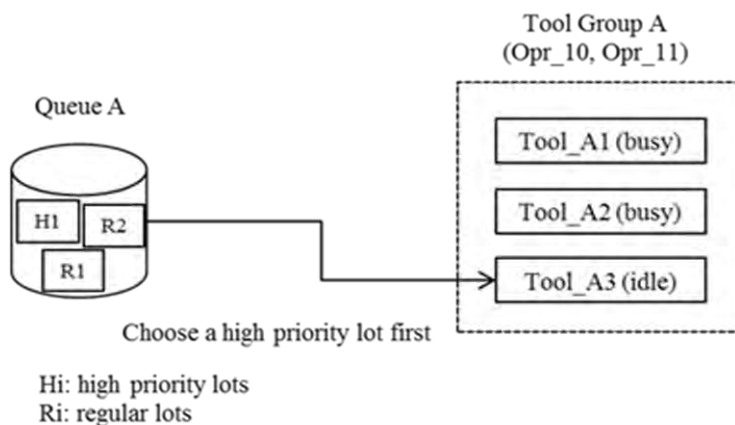 Tool Group A
(Opr_10, Opr_11)
Queue A
Tool_A1 (busy)
Tool_A2 (busy)
Tool_A3 (idle)
H1
R2
R1
Choose a high priority lot first
Hi: high priority lots
Ri: regular lots